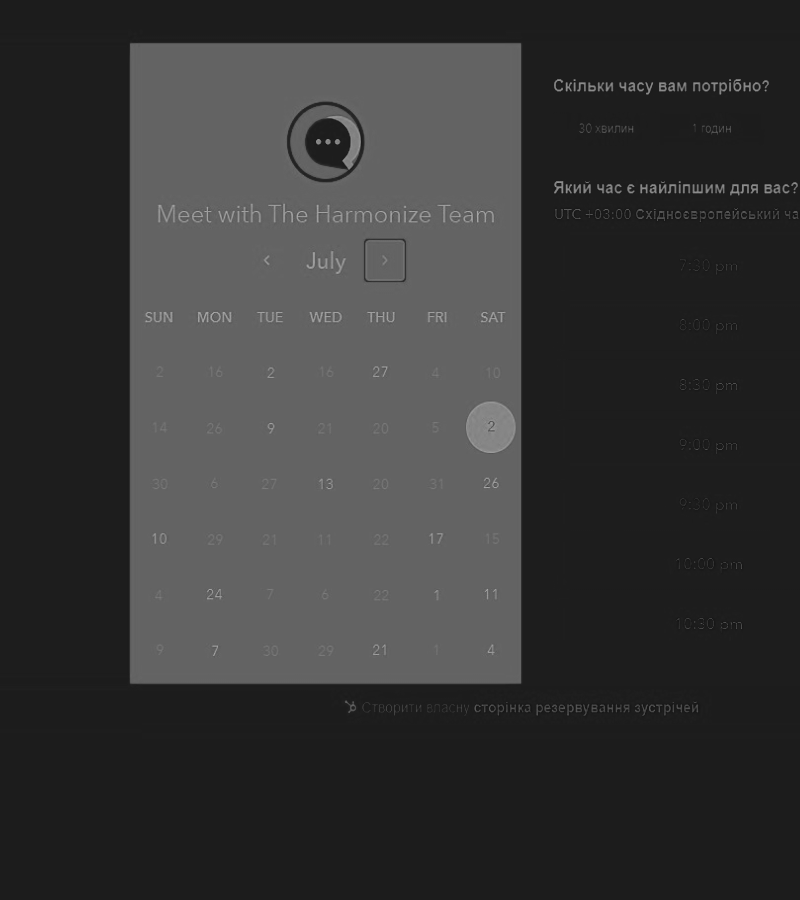 Meet with The Harmonize Team
July
SUN MON TUE WED THU FRI SAT
2 16 2 16 27 4 10
14 26 9 21 20 5 2
30 6 27 13 20 31 26
10 29 21 11 22 17 15
4 24 7 6 22 1 11
9 7 30 29 21 1 4
Скільки часу вам потрібно?
30 хвилин 1 годин
Який час є найліпшим для вас?
UTC +03:00 Східноєвропейський
7:30 pm
8:00 pm
8:30 pm
9:00 pm
9:30 pm
10:00 pm
10:30 pm
Створити власну сторінка резервування зустрічей